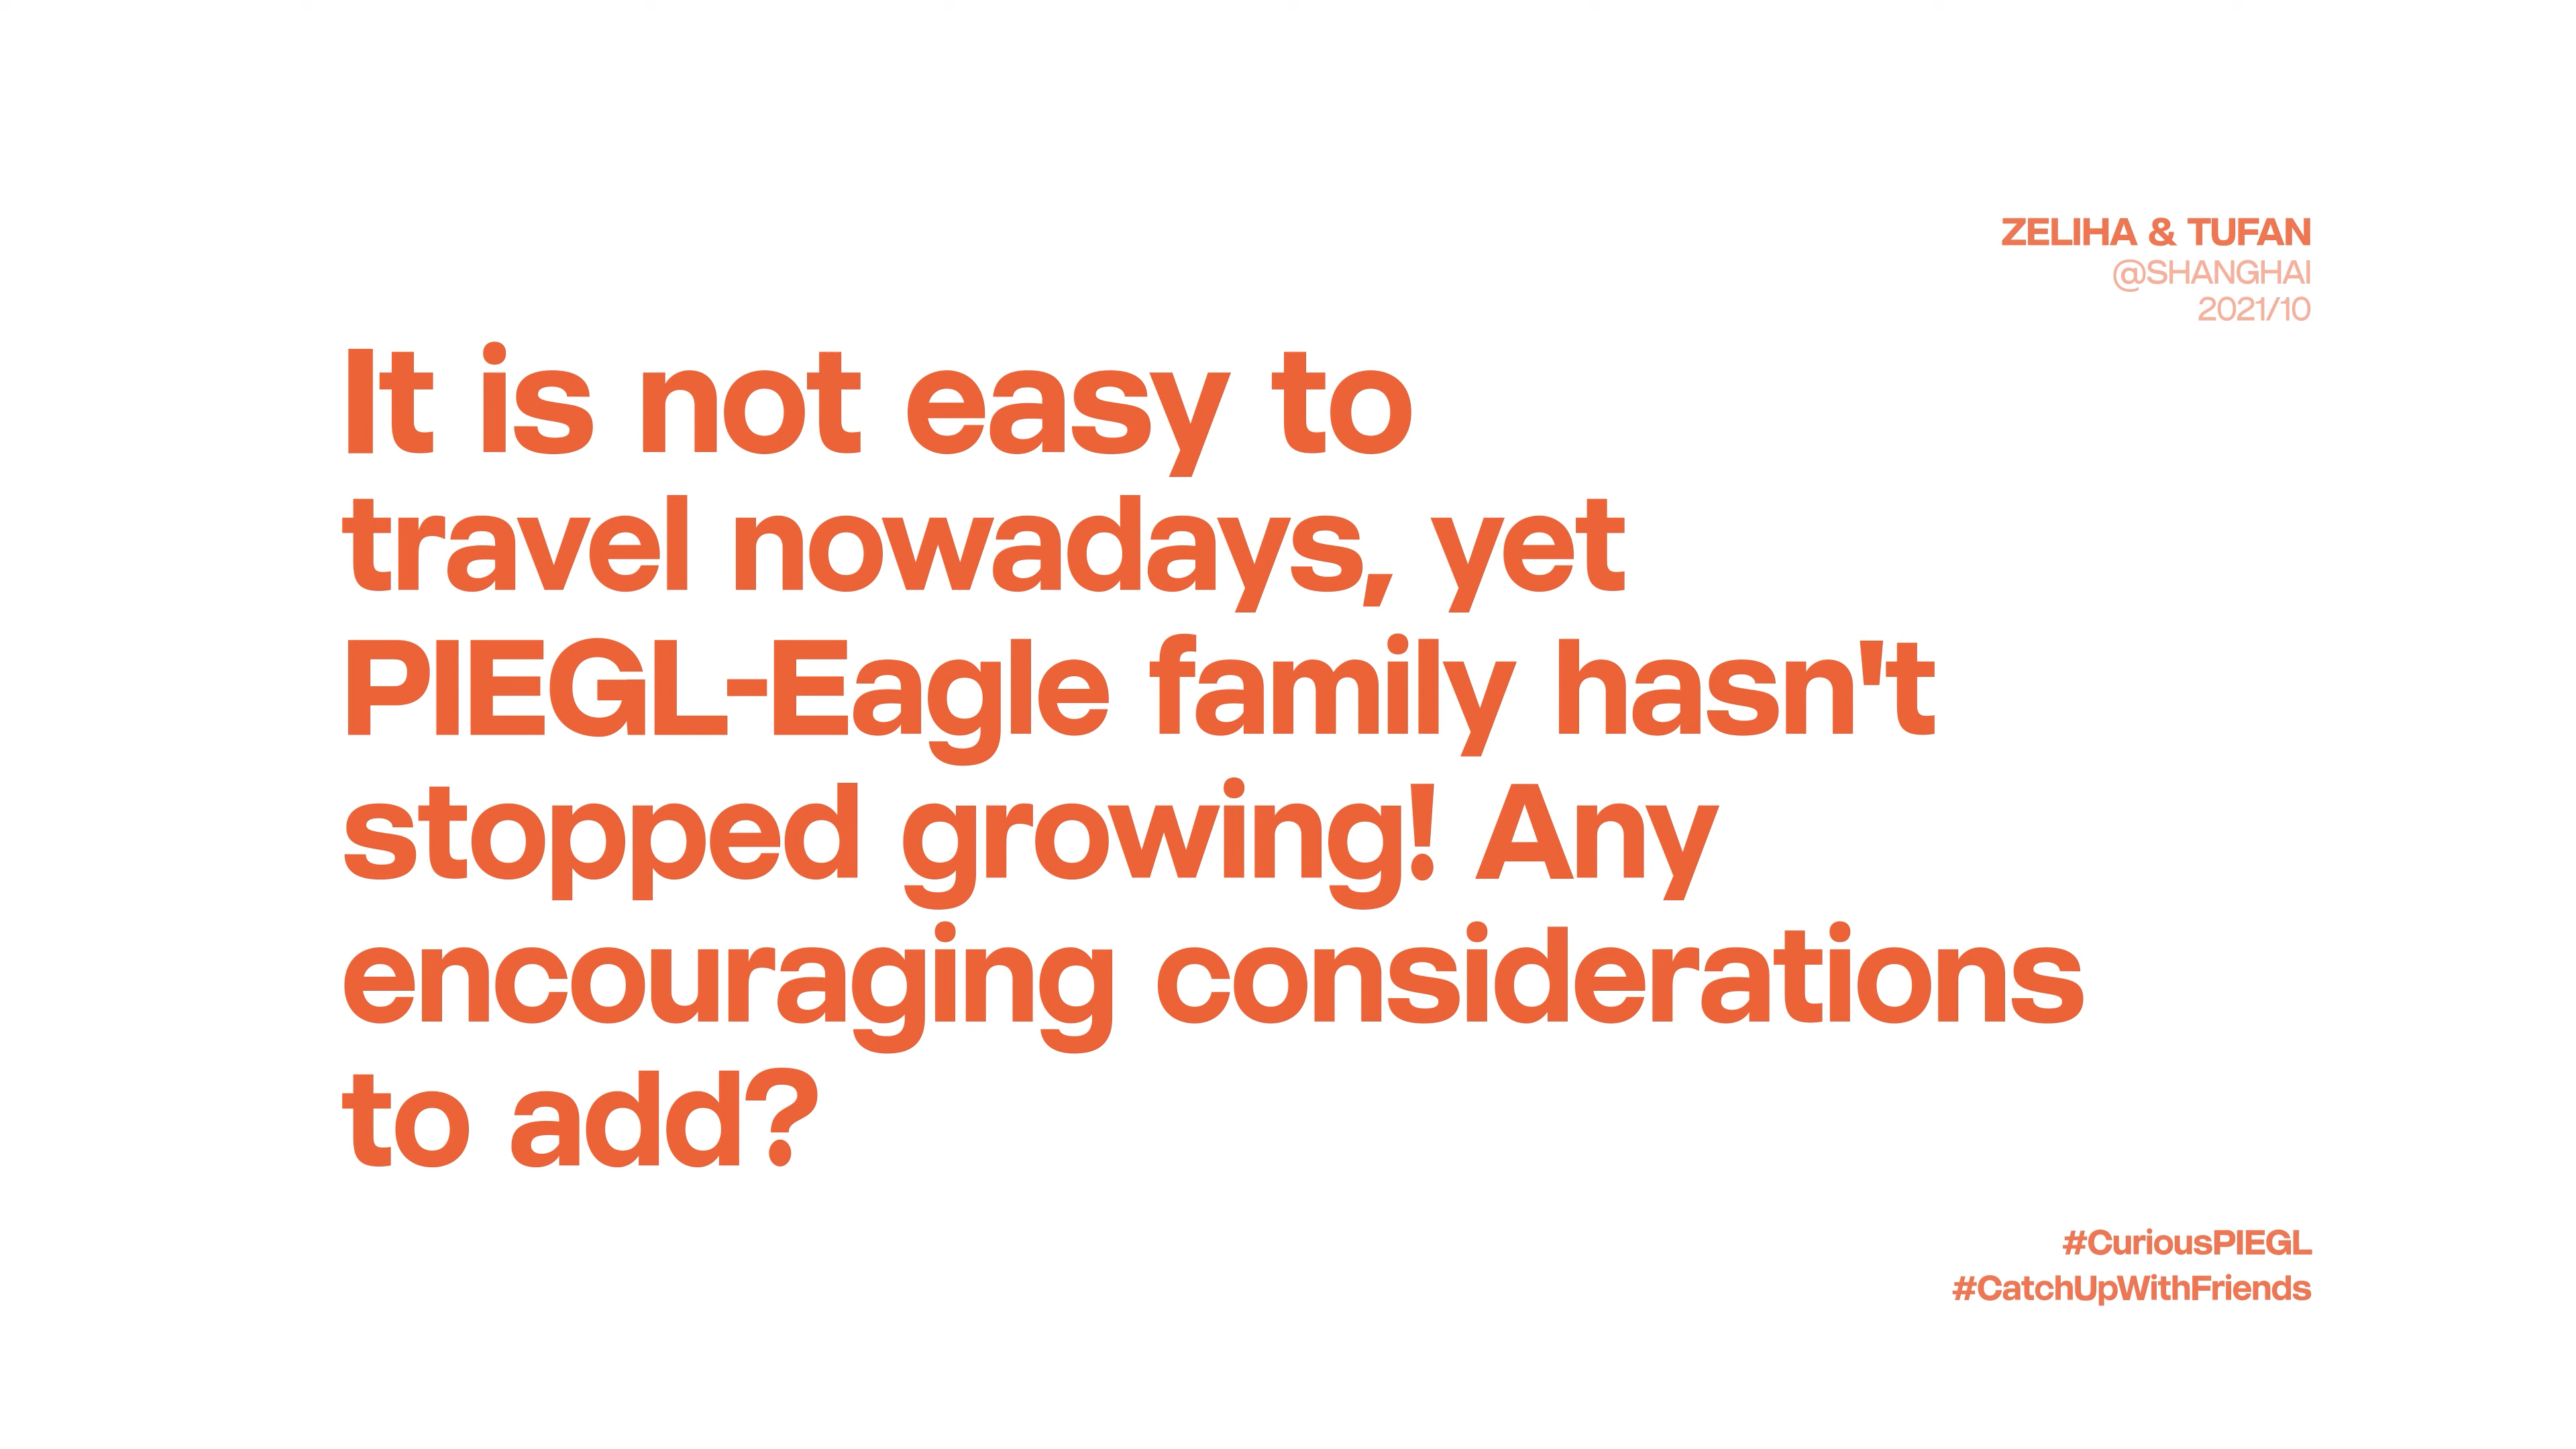 ZELIHA & TUFAN
@SHANGHAI
2021/10
It is not easy to
travel nowadays, yet
PIEGL-Eagle family hasn't
stopped growing! Any
encouraging considerations
to add?
#CuriousPIEGL
#CatchUpWithFriends